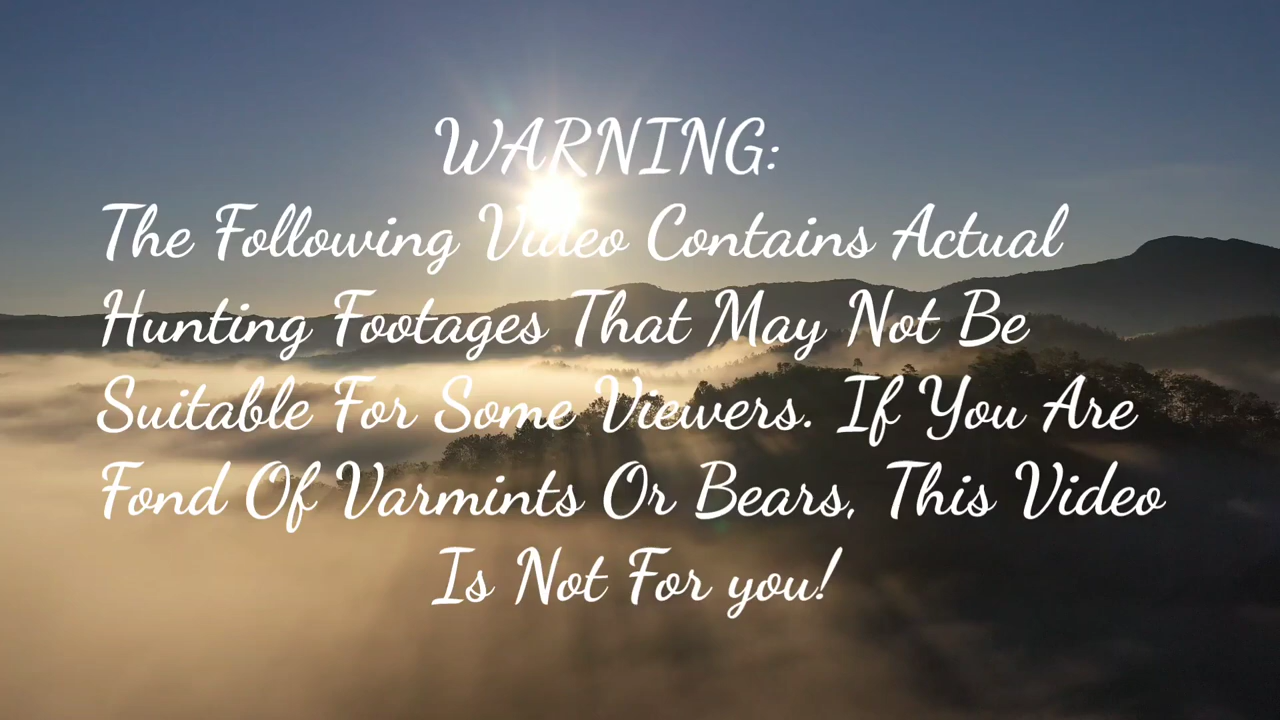 WARNING:
The Following Video Contains Actual
Hunting Footages That May Not Be
Suitable For Some Viewers. If You Are
Fond Of Varmints Or Bears, This Video
Is Not For you!